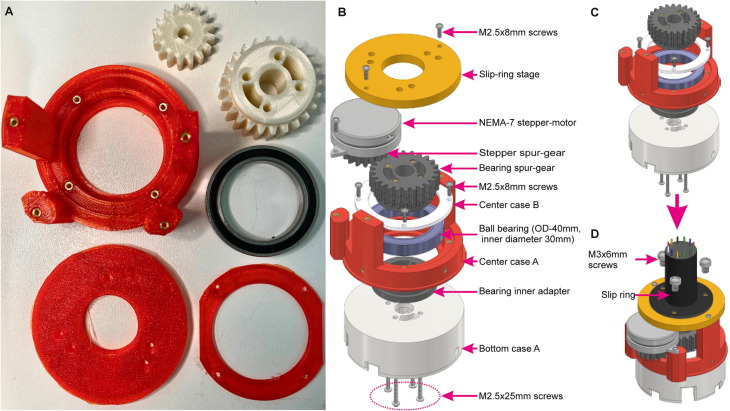 A
B
M2.5x8mm screws
Slip-ring stage
NEMA-7 stepper-motor
Stepper spur-gear
Bearing spur-gear
M2.5x8mm screws
Center case B
Ball bearing (OD-40mm,
inner diameter 30mm)
Center case A
Bearing inner adapter
Bottom case A
M2.5x25mm screws
C
D
M3x6mm
screws
Slip ring